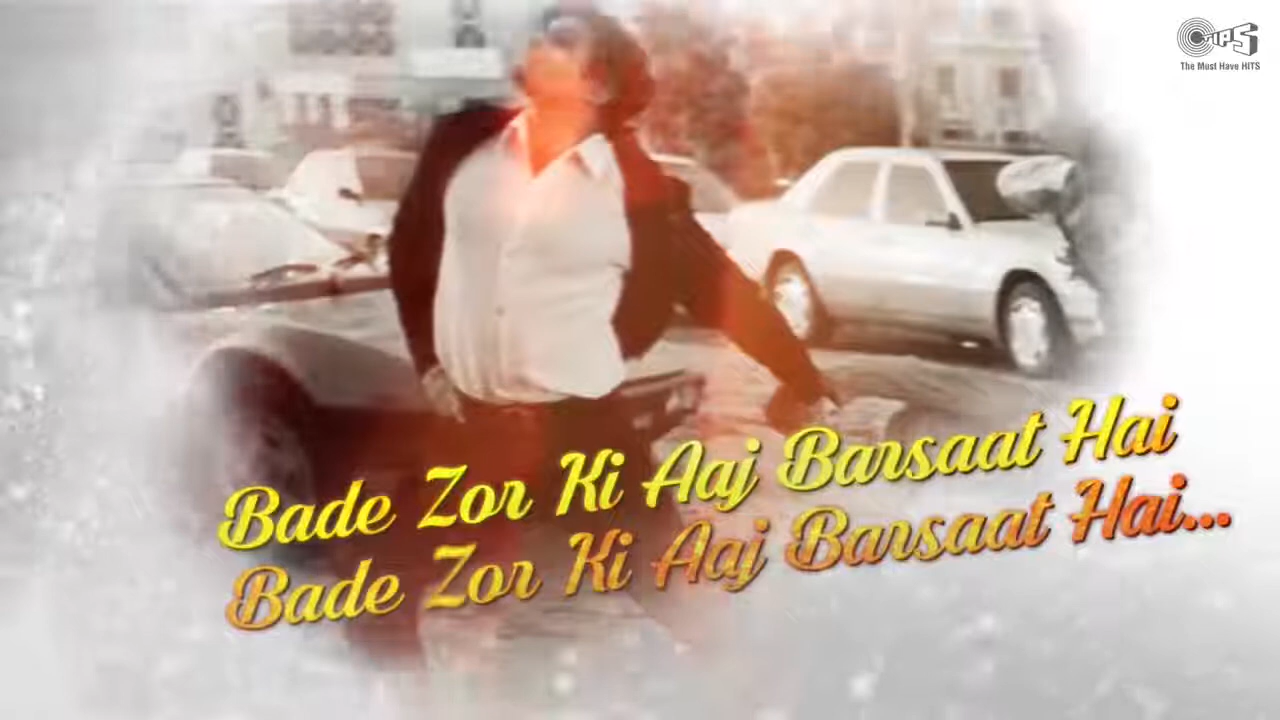 TIPS
The Must Have HITS
Bade Zor Ki Aaj Barsaat Hai
Bade Zor Ki Aaj Barsaat Hai...